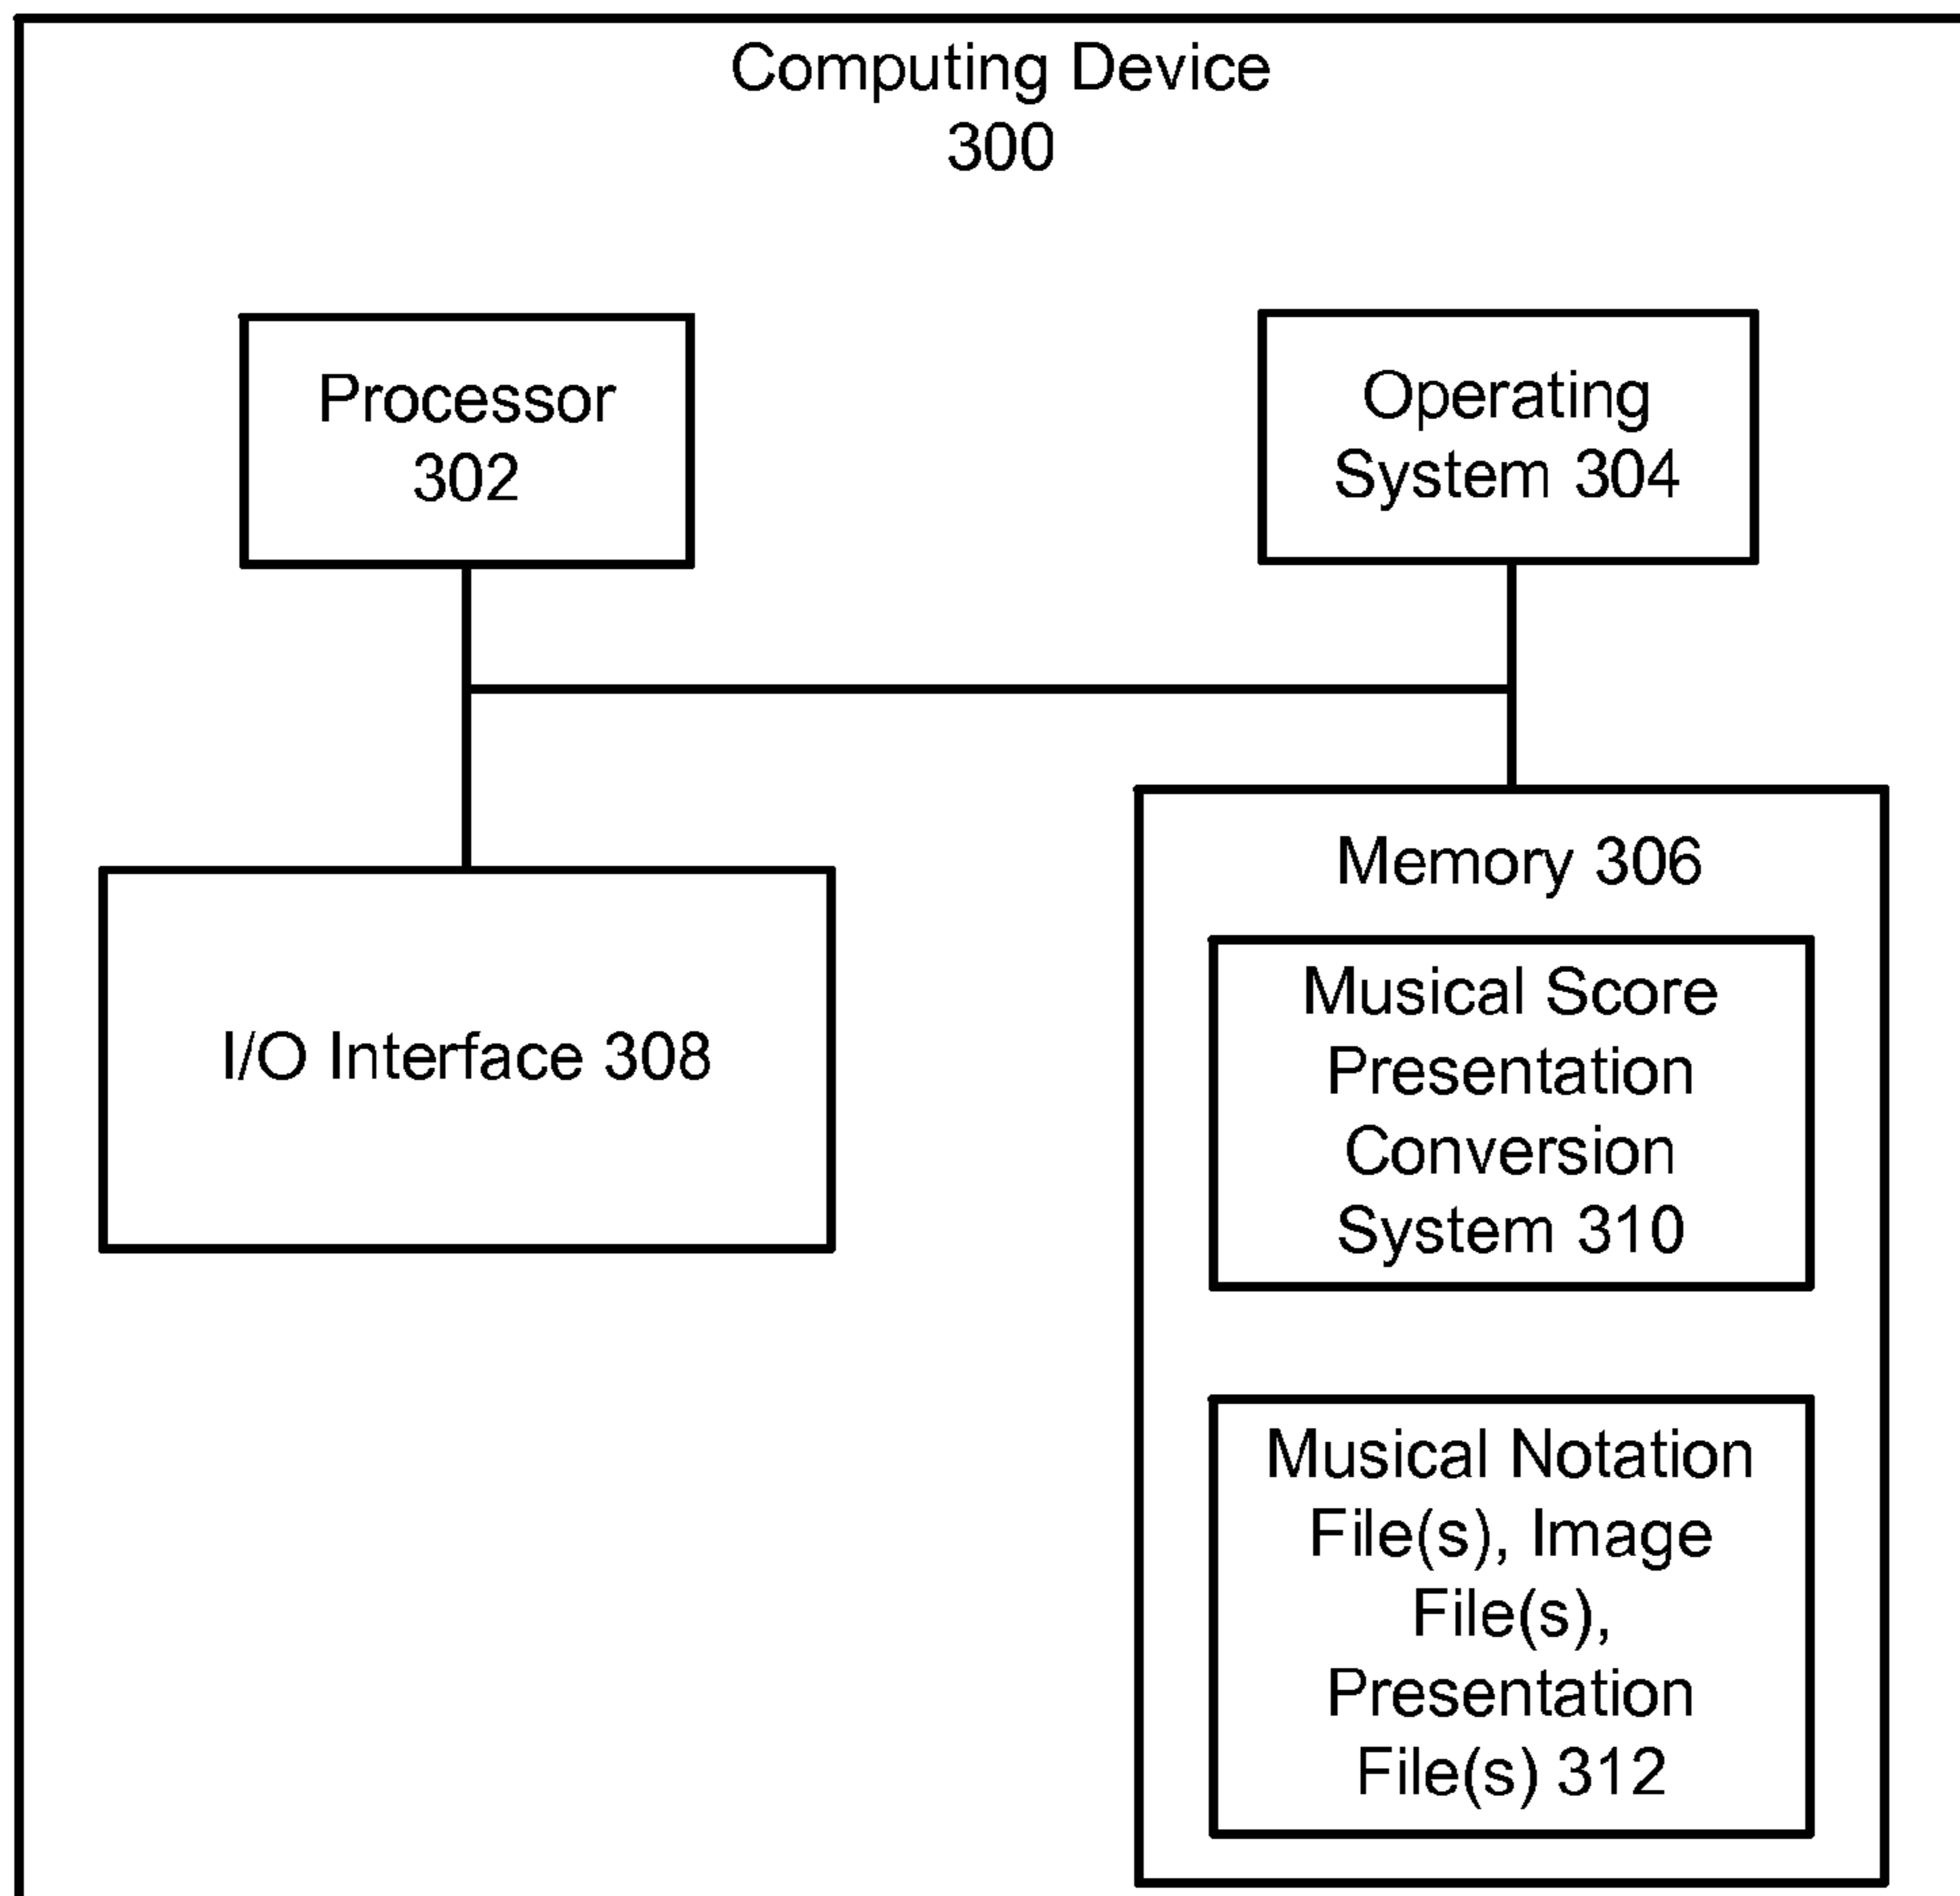 Computing Device
300
Processor
302
Operating
System 304
I/O Interface 308
Memory 306
Musical Score
Presentation
Conversion
System 310
Musical Notation
File(s), Image
File(s),
Presentation
File(s) 312